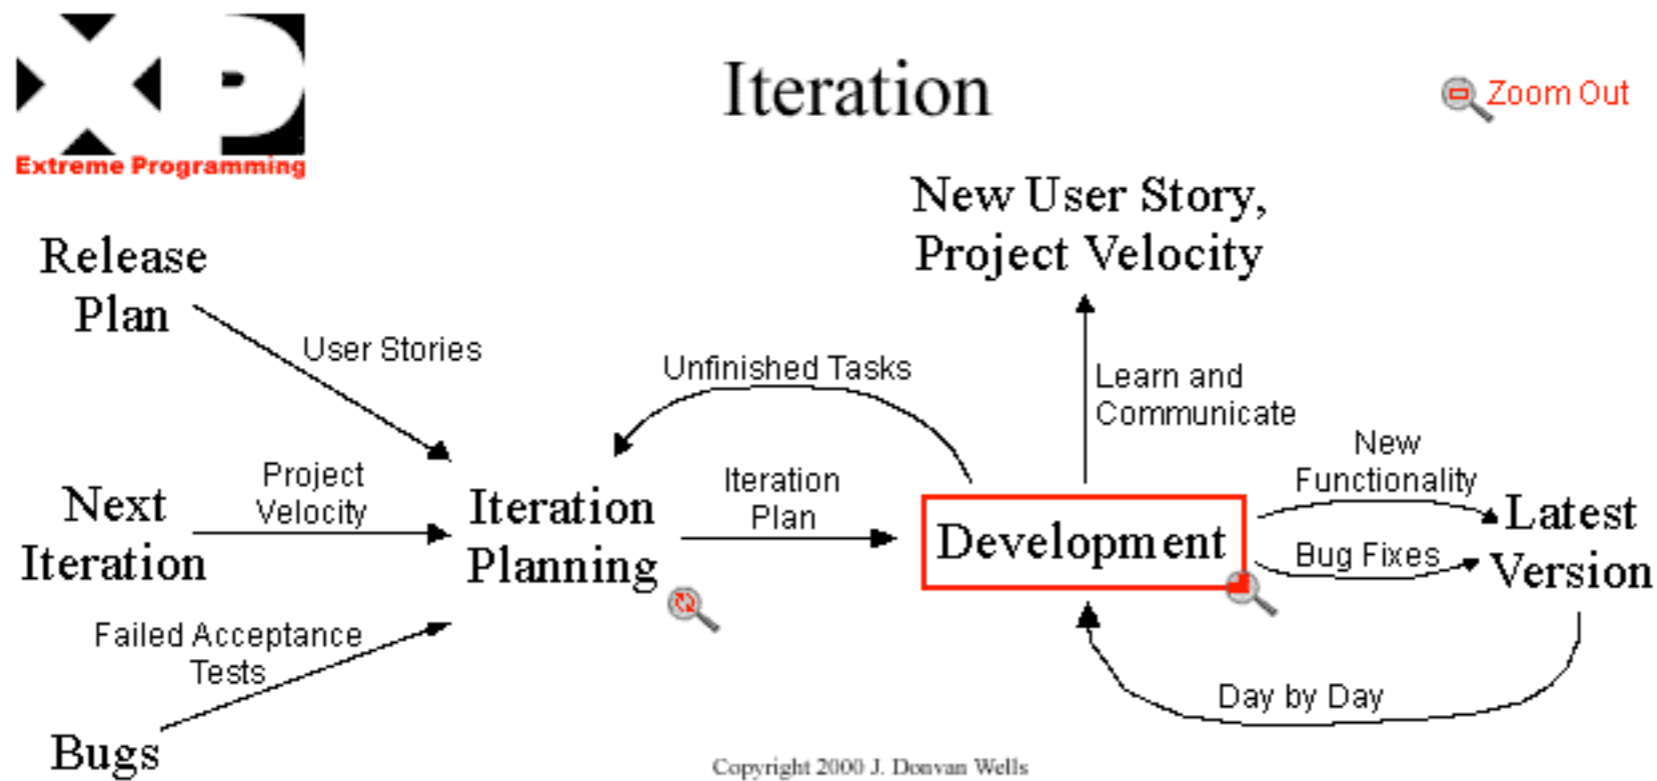 XP
Extreme Programming
Iteration
Zoom Out
New User Story,
Project Velocity
Release
Plan
User Stories
Unfinished Tasks
Learn and
Communicate
New
Functionality
Project
Velocity
Iteration
Plan
Next
Iteration
Iteration
Planning
Development
Bug Fixes
Latest
Version
Failed Acceptance
Tests
Day by Day
Bugs
Copyright 2000 J. Donvan Wells